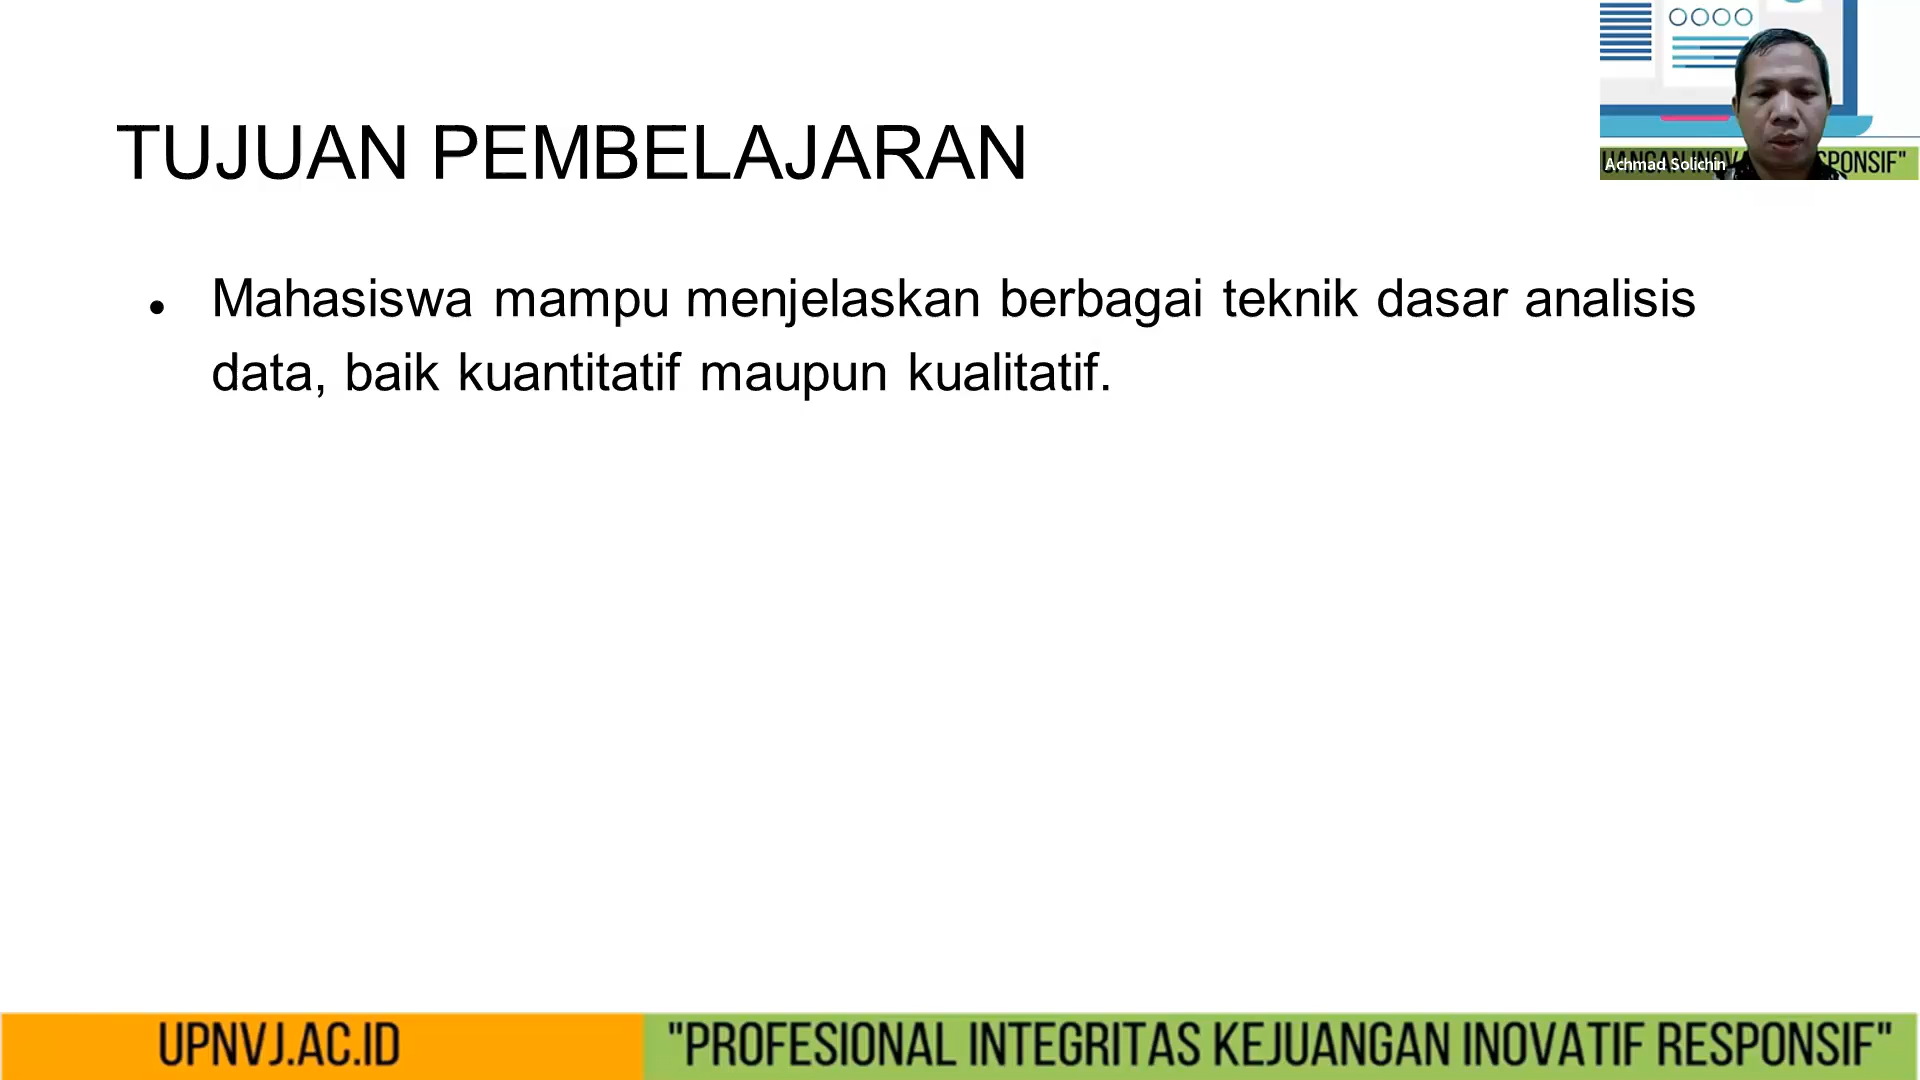 TUJUAN PEMBELAJARAN
Achmad Solichin
PONSIF"
• Mahasiswa mampu menjelaskan berbagai teknik dasar analisis
data, baik kuantitatif maupun kualitatif.
UPNVJ.AC.ID
"PROFESIONAL INTEGRITAS KEJUANGAN INOVATIF RESPONSIF"